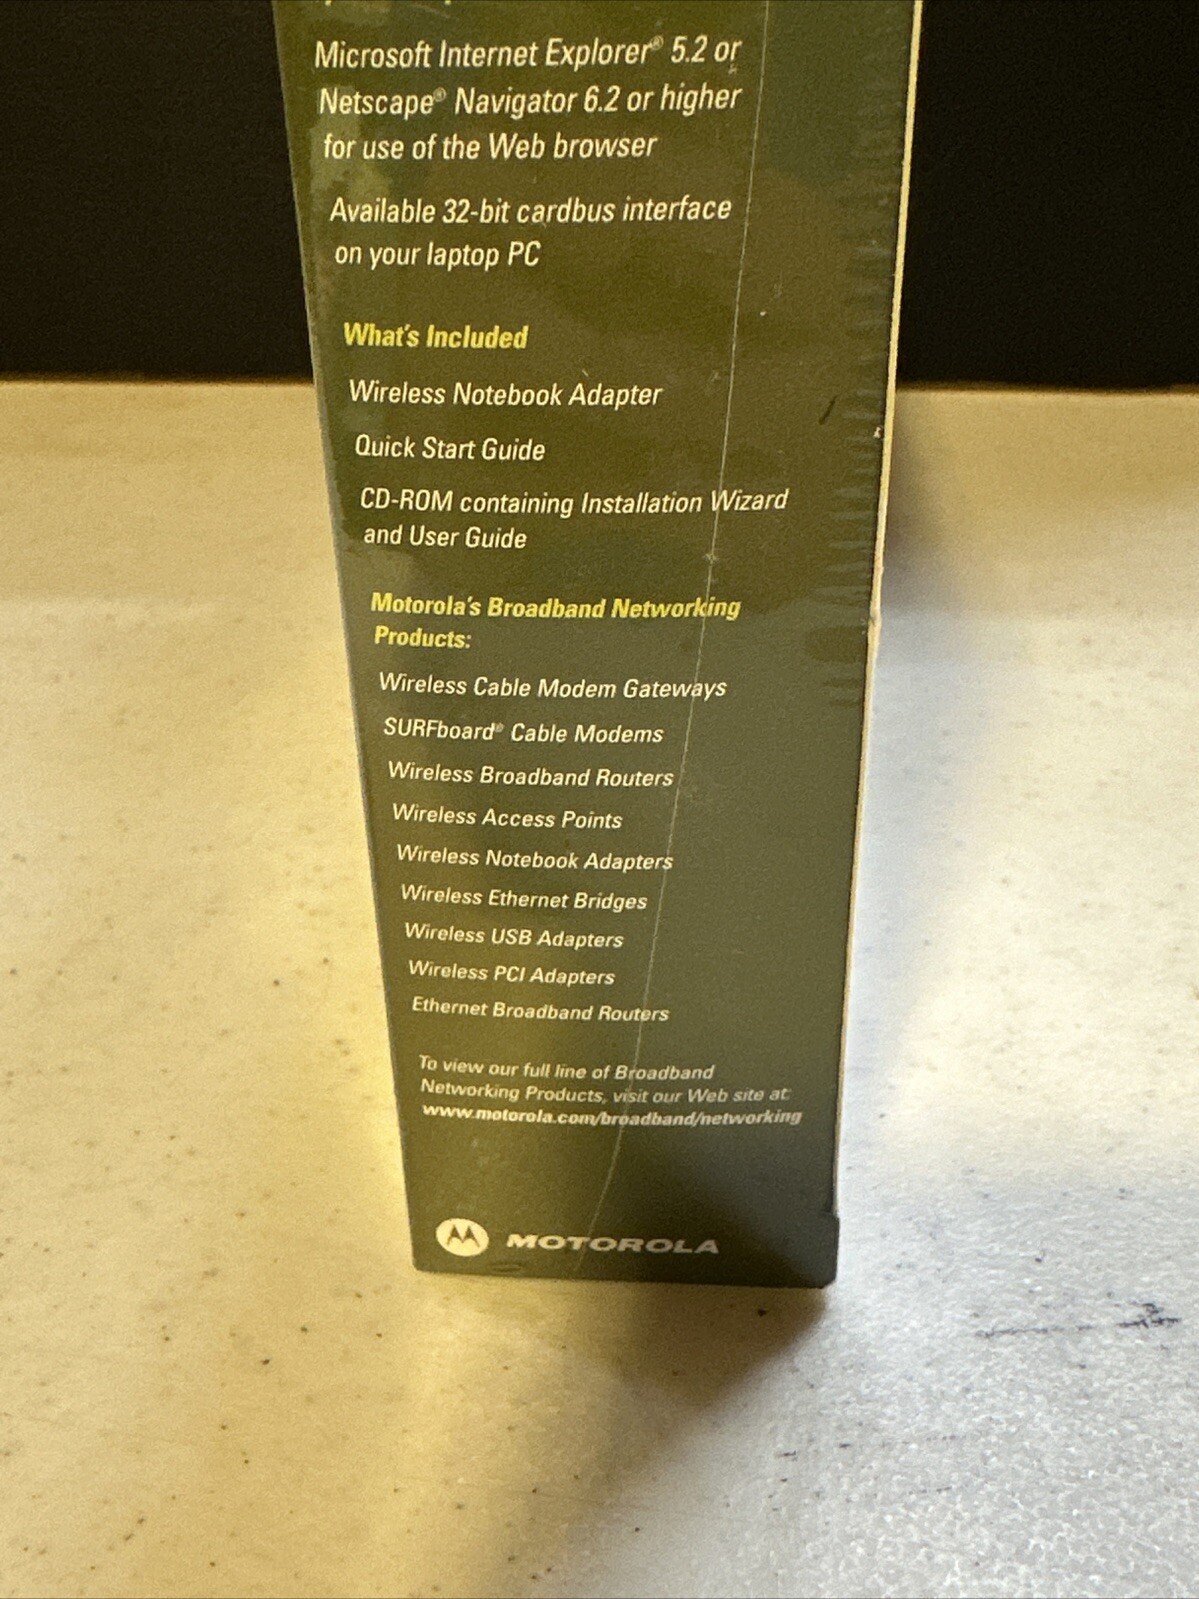 Microsoft Internet Explorer® 5.2 or
Netscape® Navigator 6.2 or higher
for use of the Web browser
Available 32-bit cardbus interface
on your laptop PC
What's Included
Wireless Notebook Adapter
Quick Start Guide
CD-ROM containing Installation Wizard
and User Guide
Motorola's Broadband Networking
Products:
Wireless Cable Modem Gateways
SURFboard® Cable Modems
Wireless Broadband Routers
Wireless Access Points
Wireless Notebook Adapters
Wireless Ethernet Bridges
Wireless USB Adapters
Wireless PCI Adapters
Ethernet Broadband Routers
To view our full line of Broadband
Networking Products, visit our Web site at:
www.motorola.com/broadband/networking
MOTOROLA